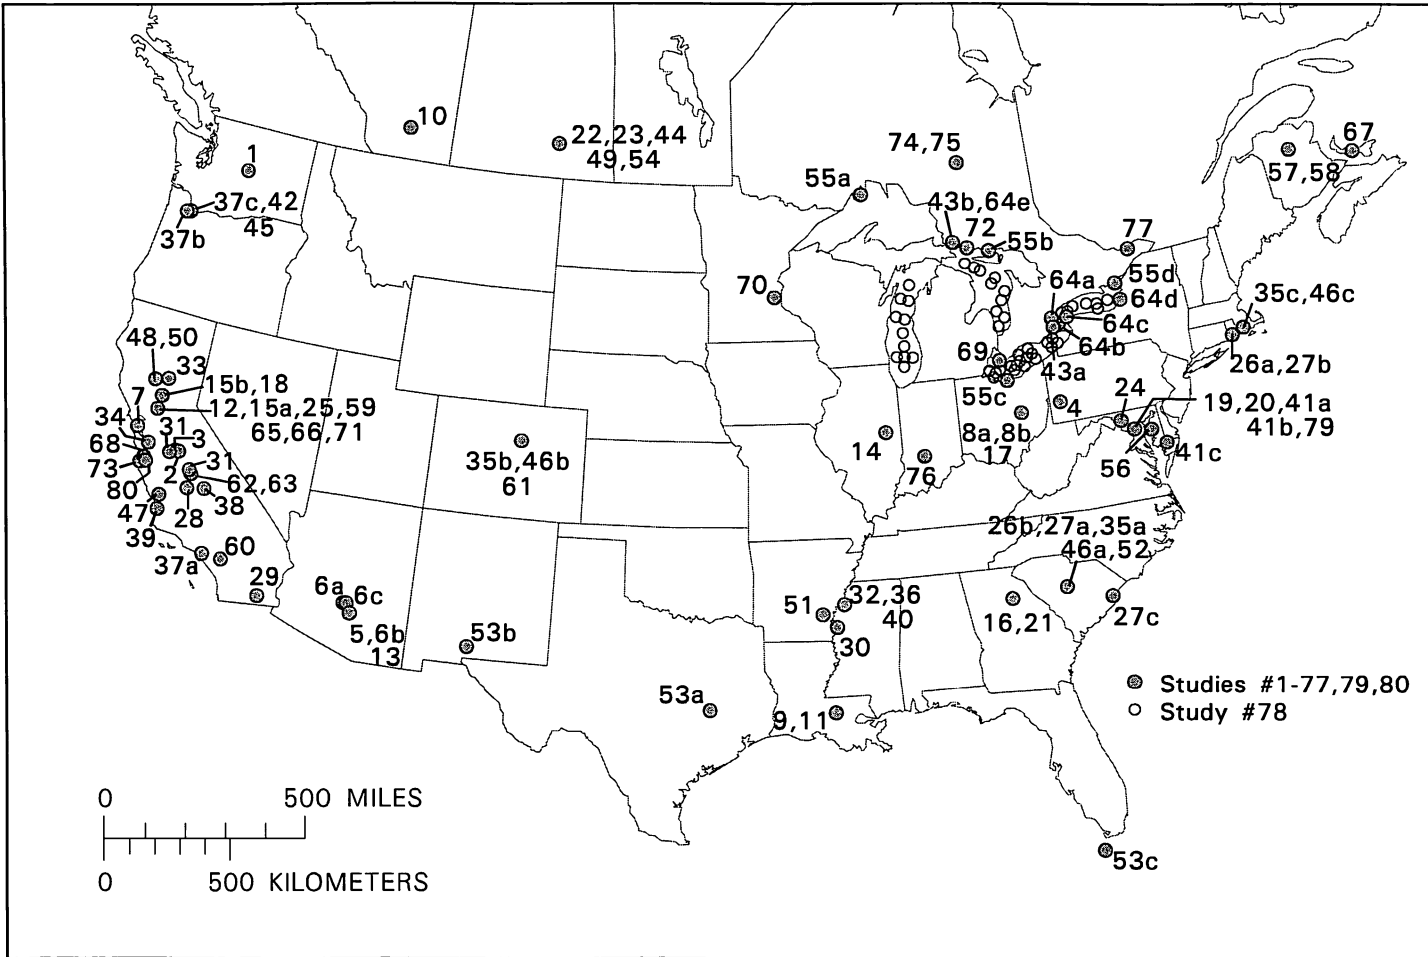 10
22,23,44
49,54
1
37c,42
45
37b
74,75
55a
43b,64e
72
55b
67
57,58
77
64a
55d
64d
64c
64b
43a
35c,46c
26a,27b
70
69
55c
48,50
33
7
15b,18
12,15a,25,59
65,66,71
34
31
3
68
73
2
31
80
62,63
47
28
38
39
37a
60
29
35b,46b
61
14
76
8a,8b
17
4
24
19,20,41a
41b,79
56
41c
26b,27a,35a
46a,52
6a
6c
5,6b
13
53b
51
32,36
40
30
16,21
27c
53a
9,11
53c
Studies #1-77,79,80
Study #78
0 500 MILES
0 500 KILOMETERS